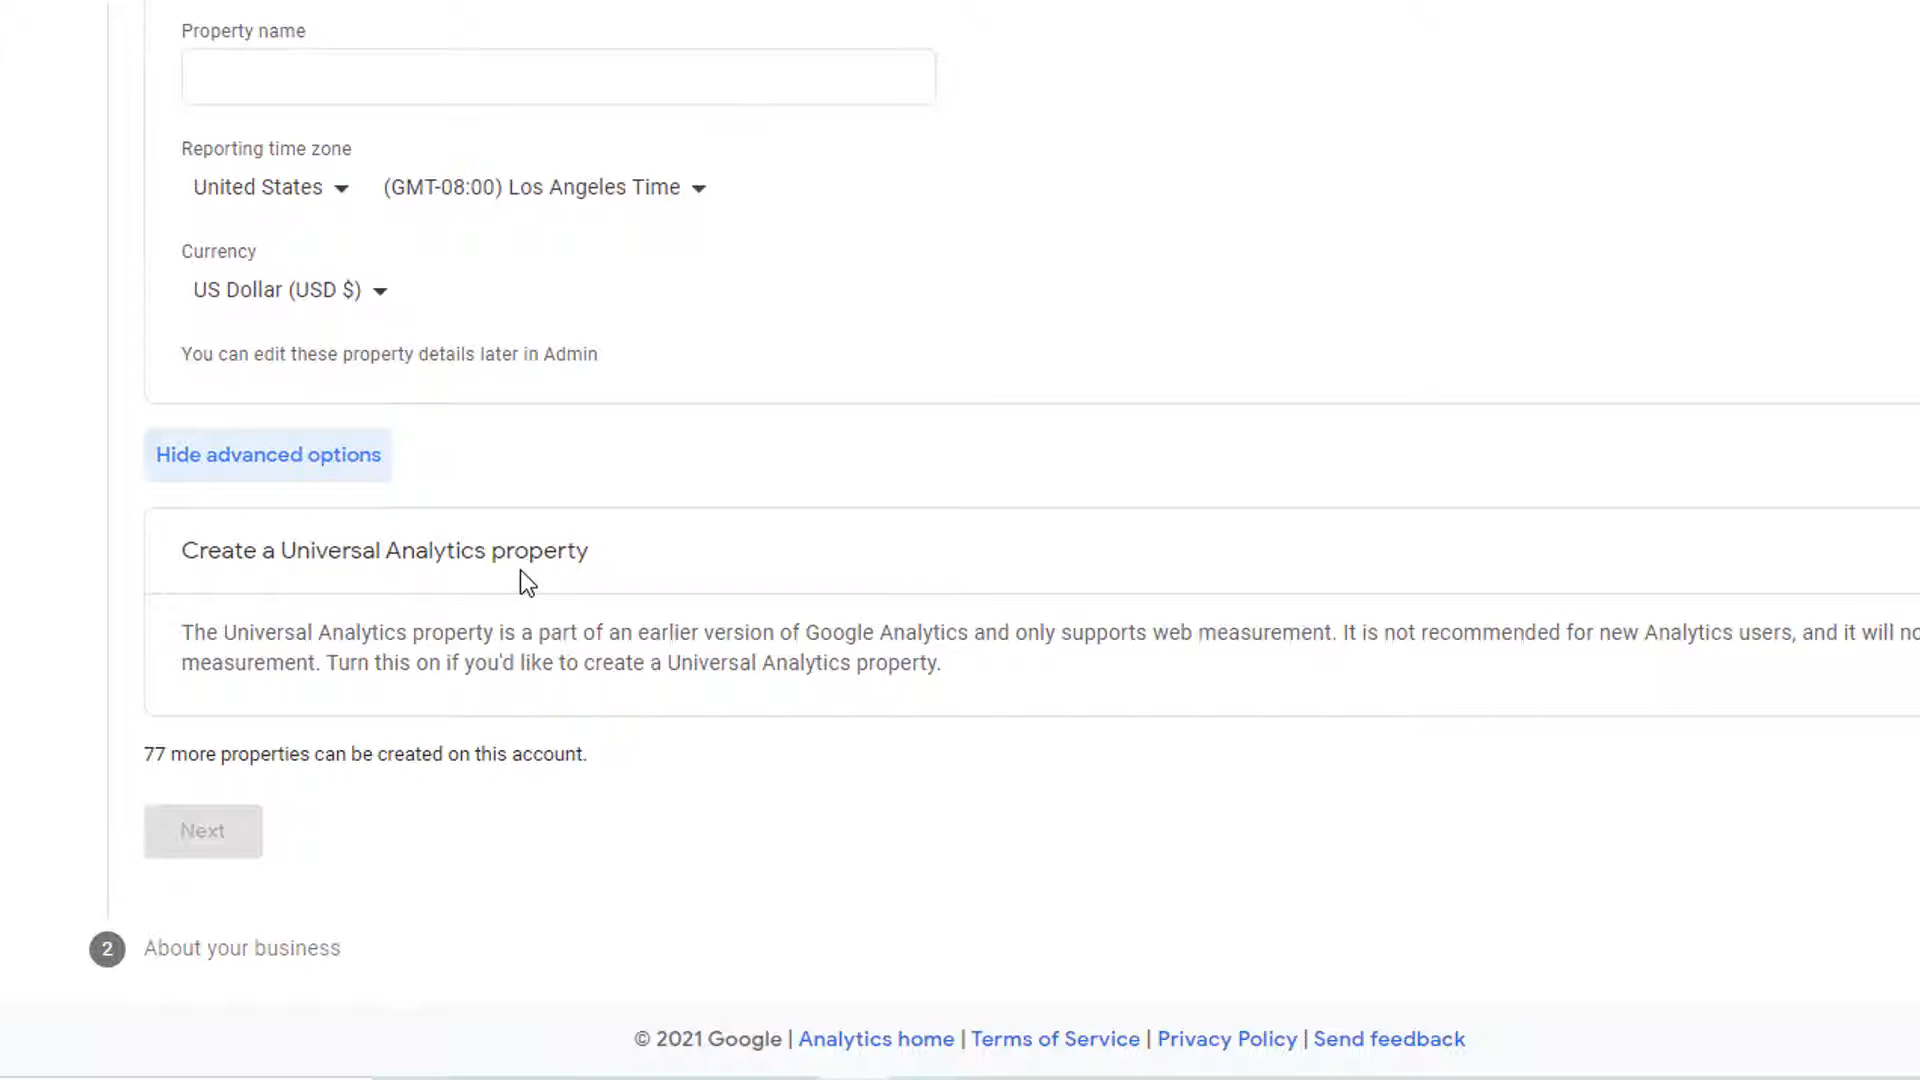 Property name
Reporting time zone
United States (GMT-08:00) Los Angeles Time
Currency
US Dollar (USD $)
You can edit these property details later in Admin
Hide advanced options
Create a Universal Analytics property
The Universal Analytics property is a part of an earlier version of Google Analytics and only supports web measurement. It is not recommended for new Analytics users, and it will
measurement. Turn this on if you'd like to create a Universal Analytics property.
77 more properties can be created on this account.
Next
2 About your business
© 2021 Google | Analytics home | Terms of Service | Privacy Policy | Send feedback